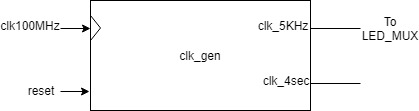 clk100MHz
clk_5KHz
To
LED_MUX
clk_gen
reset
clk_4sec